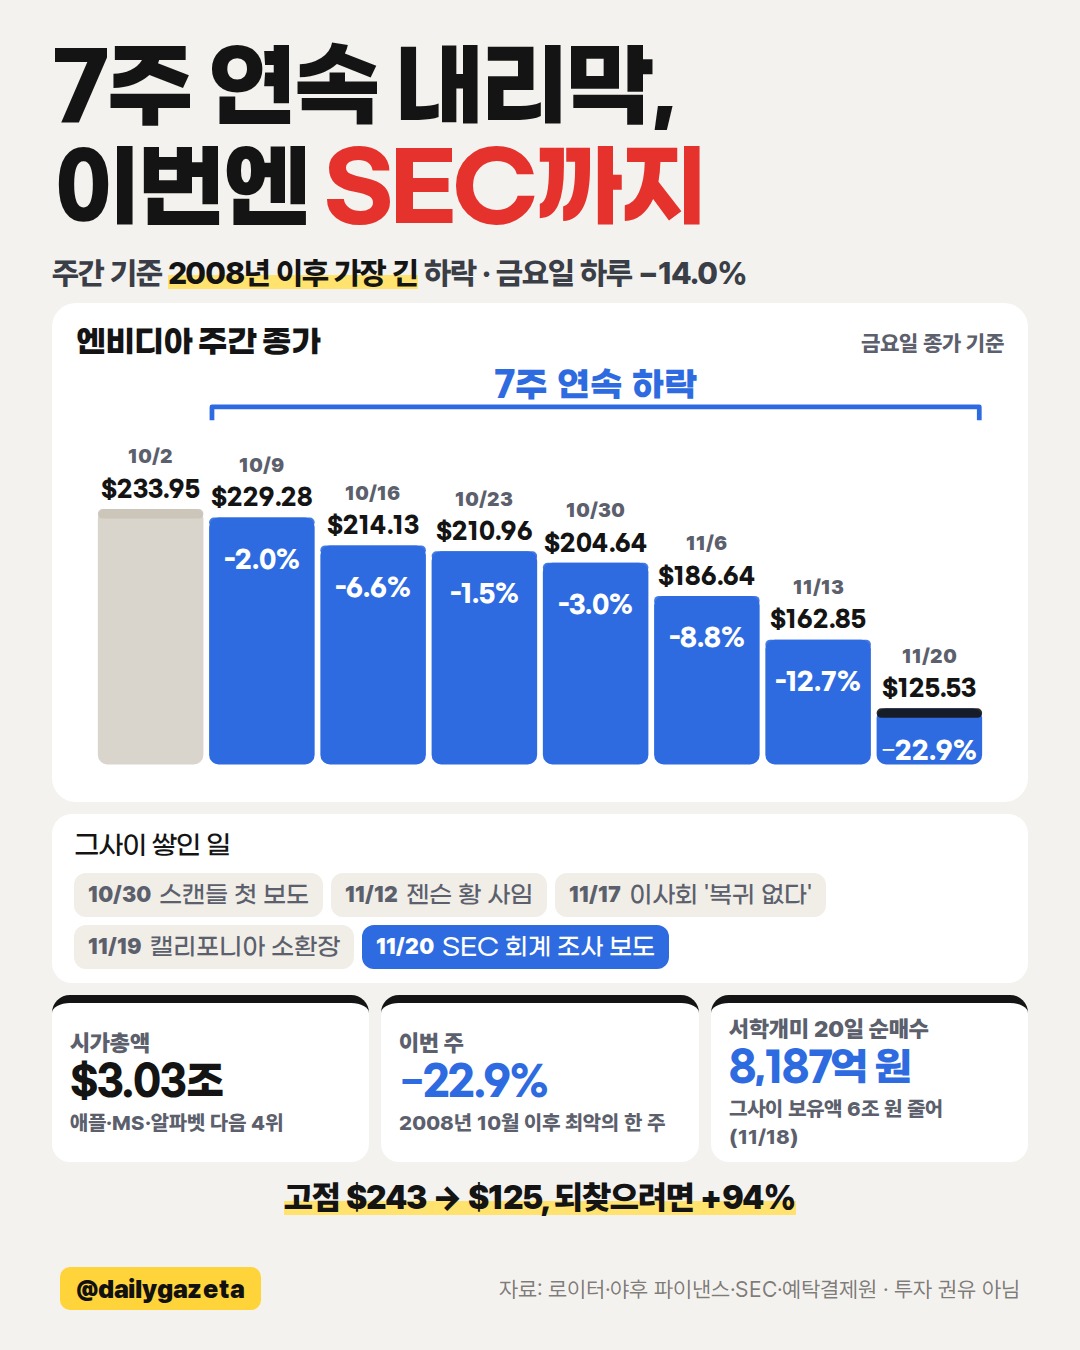 7주 연속 내리막,
이번엔 SEC까지
주간 기준 2008년 이후 가장 긴 하락 · 금요일 하루 −14.0%
엔비디아 주간 종가
금요일 종가 기준
7주 연속 하락
10/2
$233.95
10/9
$229.28
-2.0%
10/16
$214.13
-6.6%
10/23
$210.96
-1.5%
10/30
$204.64
-3.0%
11/6
$186.64
-8.8%
11/13
$162.85
-12.7%
11/20
$125.53
−22.9%
그사이 쌓인 일
10/30 스캔들 첫 보도
11/12 젠슨 황 사임
11/17 이사회 '복귀 없다'
11/19 캘리포니아 소환장
11/20 SEC 회계 조사 보도
시가총액
$3.03조
애플·MS·알파벳 다음 4위
이번 주
−22.9%
2008년 10월 이후 최악의 한 주
서학개미 20일 순매수
8,187억 원
그사이 보유액 6조 원 줄어
(11/18)
고점 $243 → $125, 되찾으려면 +94%
@dailygazeta
자료: 로이터·야후 파이낸스·SEC·예탁결제원 · 투자 권유 아님